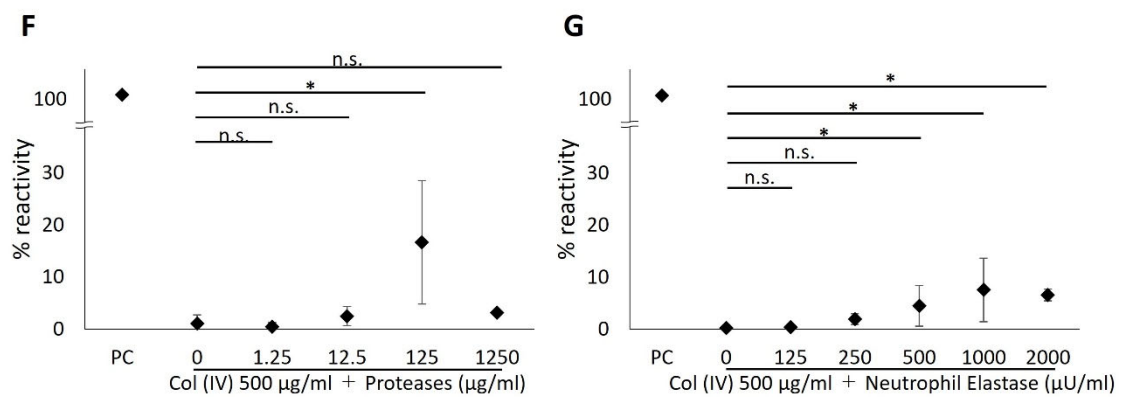 F
n.s.
*
n.s.
n.s.
100
30
20
10
0
% reactivity
PC 0 1.25 12.5 125 1250
Col (IV) 500 μg/ml + Proteases (μg/ml)
G
*
*
*
n.s.
n.s.
100
30
20
10
0
% reactivity
PC 0 125 250 500 1000 2000
Col (IV) 500 μg/ml + Neutrophil Elastase (μU/ml)